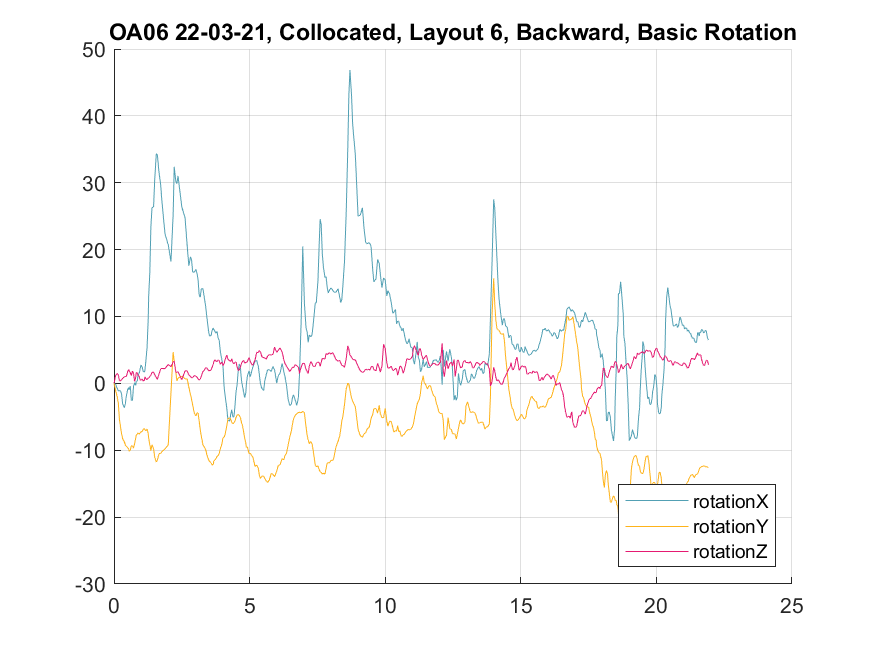 OA06 22-03-21, Collocated, Layout 6, Backward, Basic Rotation
50
40
30
20
10
0
-10
-20
-30
0 5 10 15 20 25
rotationX
rotationY
rotationZ